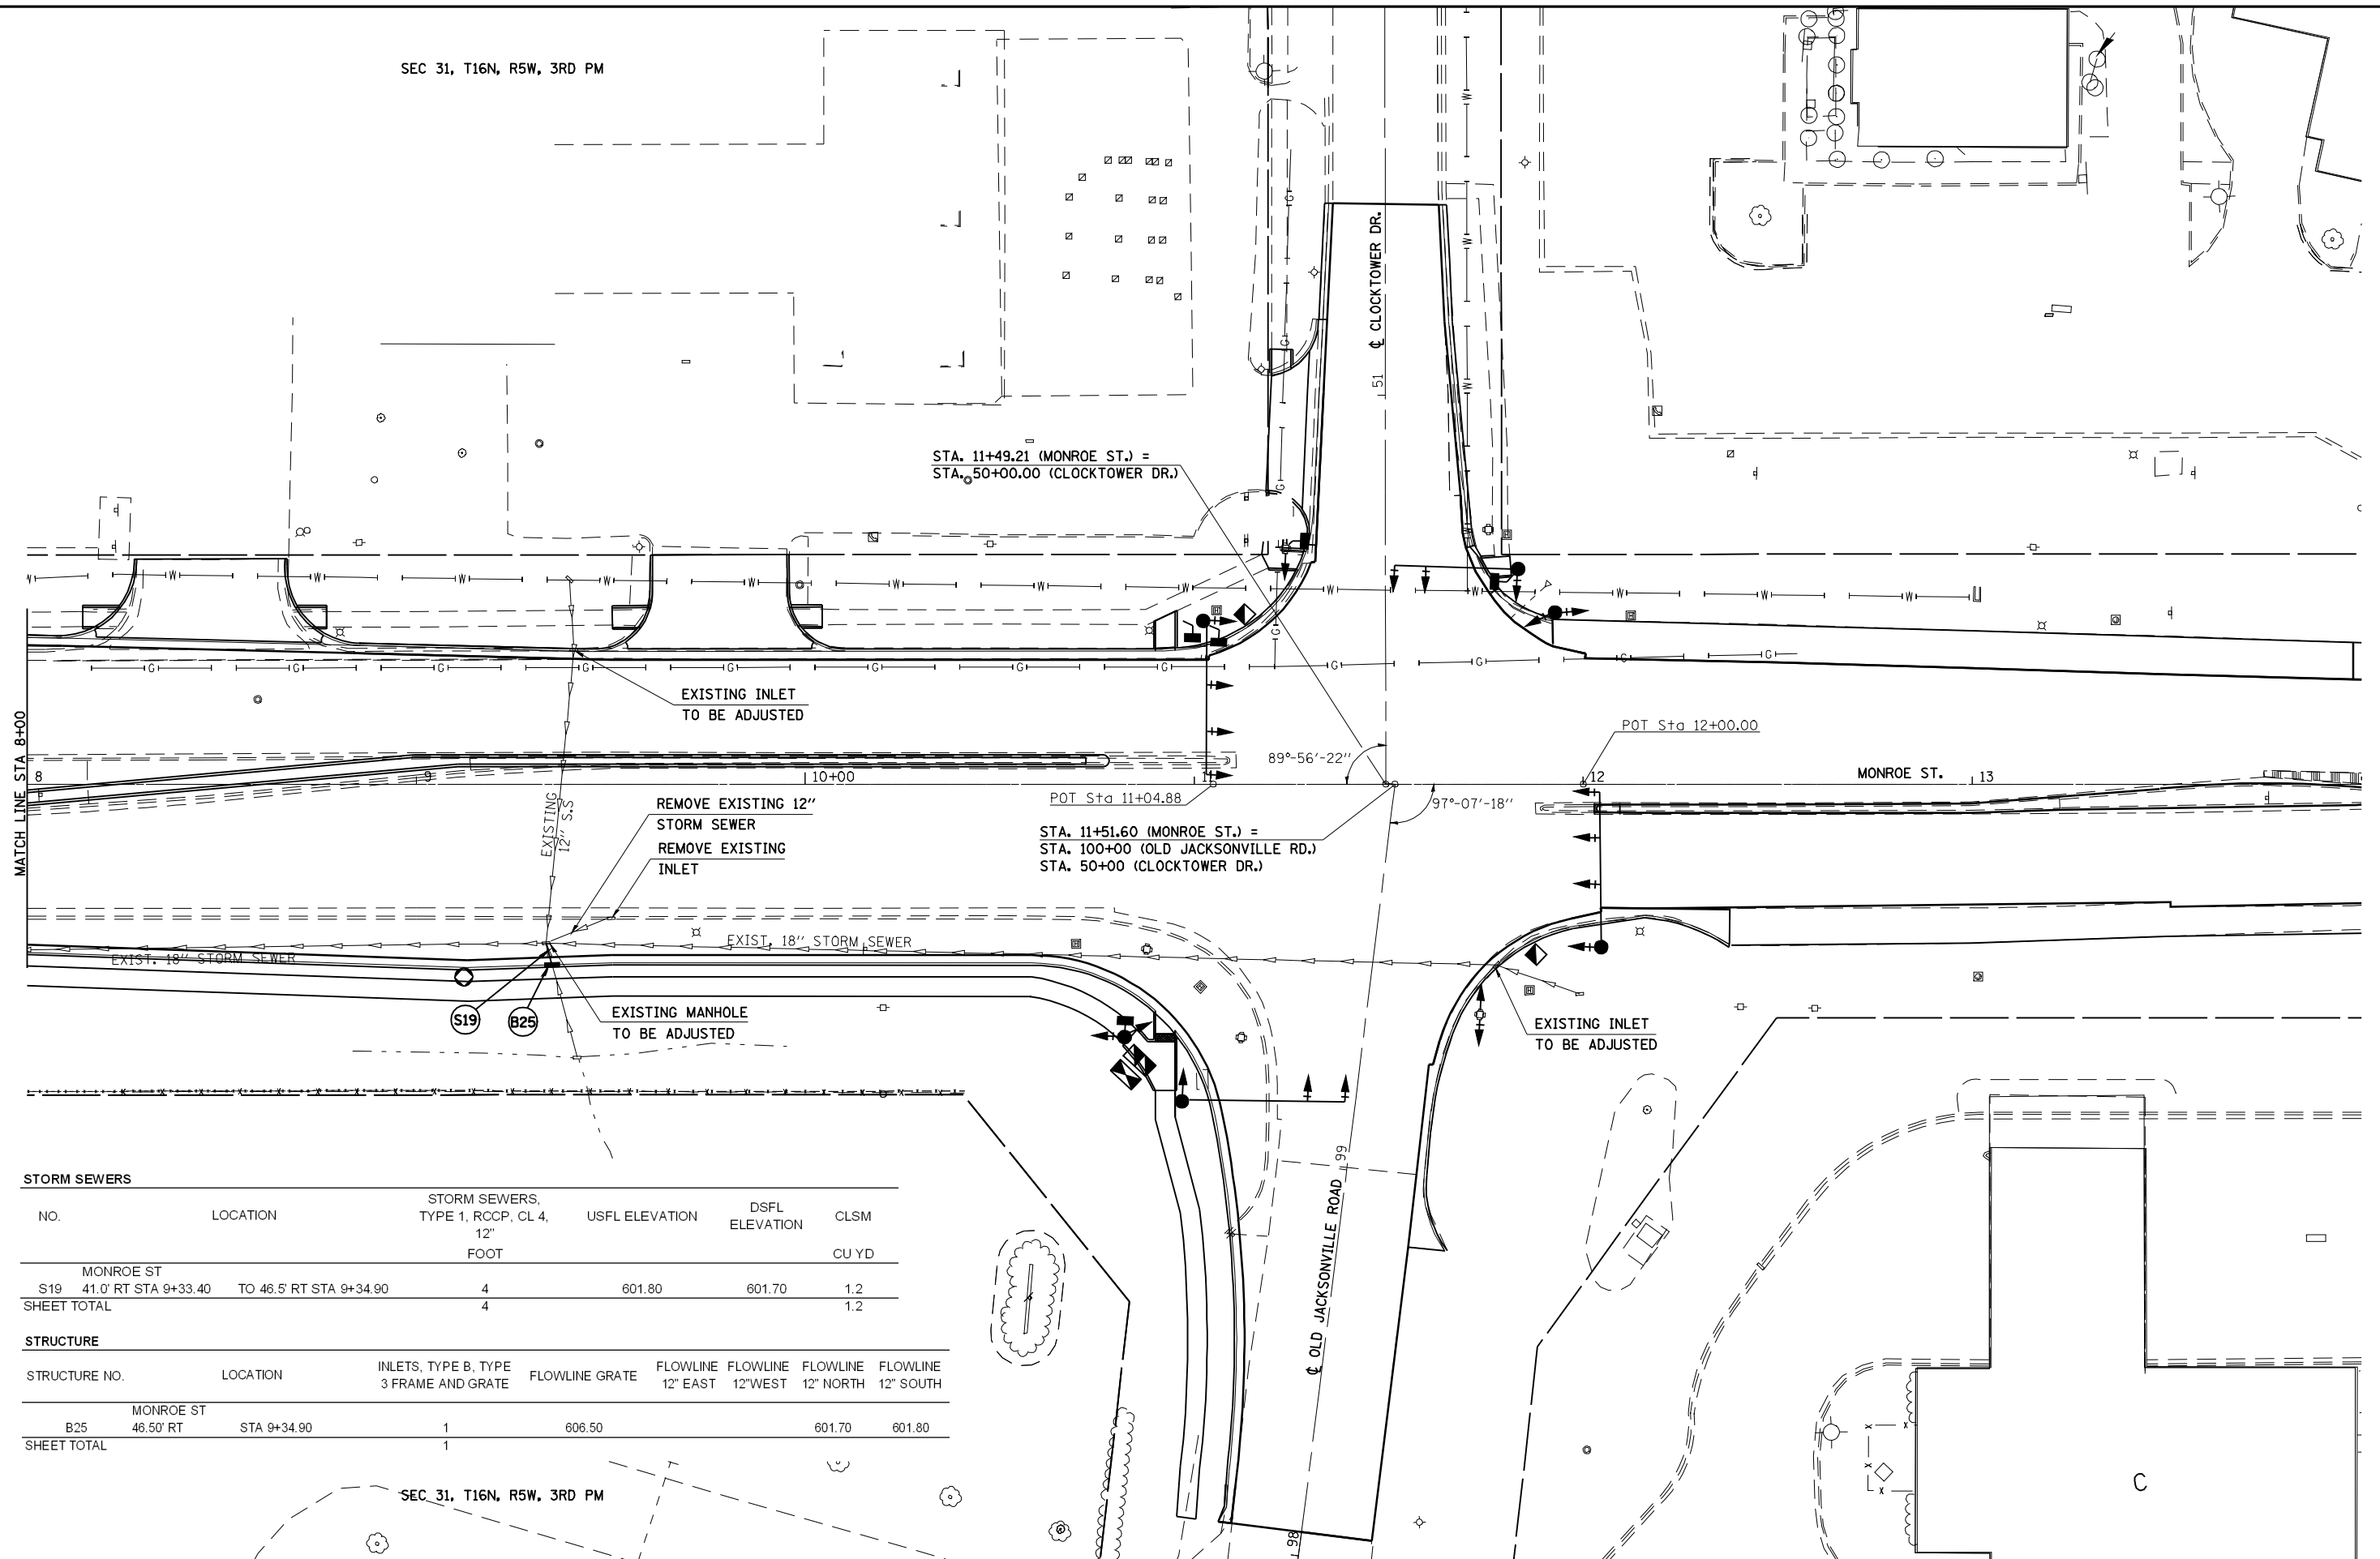 SEC 31, T16N, R5W, 3RD PM
℄ CLOCKTOWER DR.
51
STA. 11+49.21 (MONROE ST.) =
STA. 50+00.00 (CLOCKTOWER DR.)
EXISTING INLET
TO BE ADJUSTED
MATCH LINE STA 8+00
8
9
10+00
11
12
13
MONROE ST.
POT Sta 12+00.00
89°-56'-22"
POT Sta 11+04.88
97°-07'-18"
STA. 11+51.60 (MONROE ST.) =
STA. 100+00 (OLD JACKSONVILLE RD.)
STA. 50+00 (CLOCKTOWER DR.)
EXISTING
12" S.S
REMOVE EXISTING 12"
STORM SEWER
REMOVE EXISTING
INLET
EXIST. 18" STORM SEWER
EXIST. 18" STORM SEWER
S19
B25
EXISTING MANHOLE
TO BE ADJUSTED
EXISTING INLET
TO BE ADJUSTED
99
℄ OLD JACKSONVILLE ROAD
98
STORM SEWERS
NO. LOCATION STORM SEWERS, TYPE 1, RCCP, CL 4, 12" USFL ELEVATION DSFL ELEVATION CLSM
FOOT CU YD
MONROE ST
S19 41.0' RT STA 9+33.40 TO 46.5' RT STA 9+34.90 4 601.80 601.70 1.2
SHEET TOTAL 4 1.2
STRUCTURE
STRUCTURE NO. LOCATION INLETS, TYPE B, TYPE 3 FRAME AND GRATE FLOWLINE GRATE FLOWLINE 12" EAST FLOWLINE 12"WEST FLOWLINE 12" NORTH FLOWLINE 12" SOUTH
MONROE ST
B25 46.50' RT STA 9+34.90 1 606.50 601.70 601.80
SHEET TOTAL 1
SEC 31, T16N, R5W, 3RD PM
C